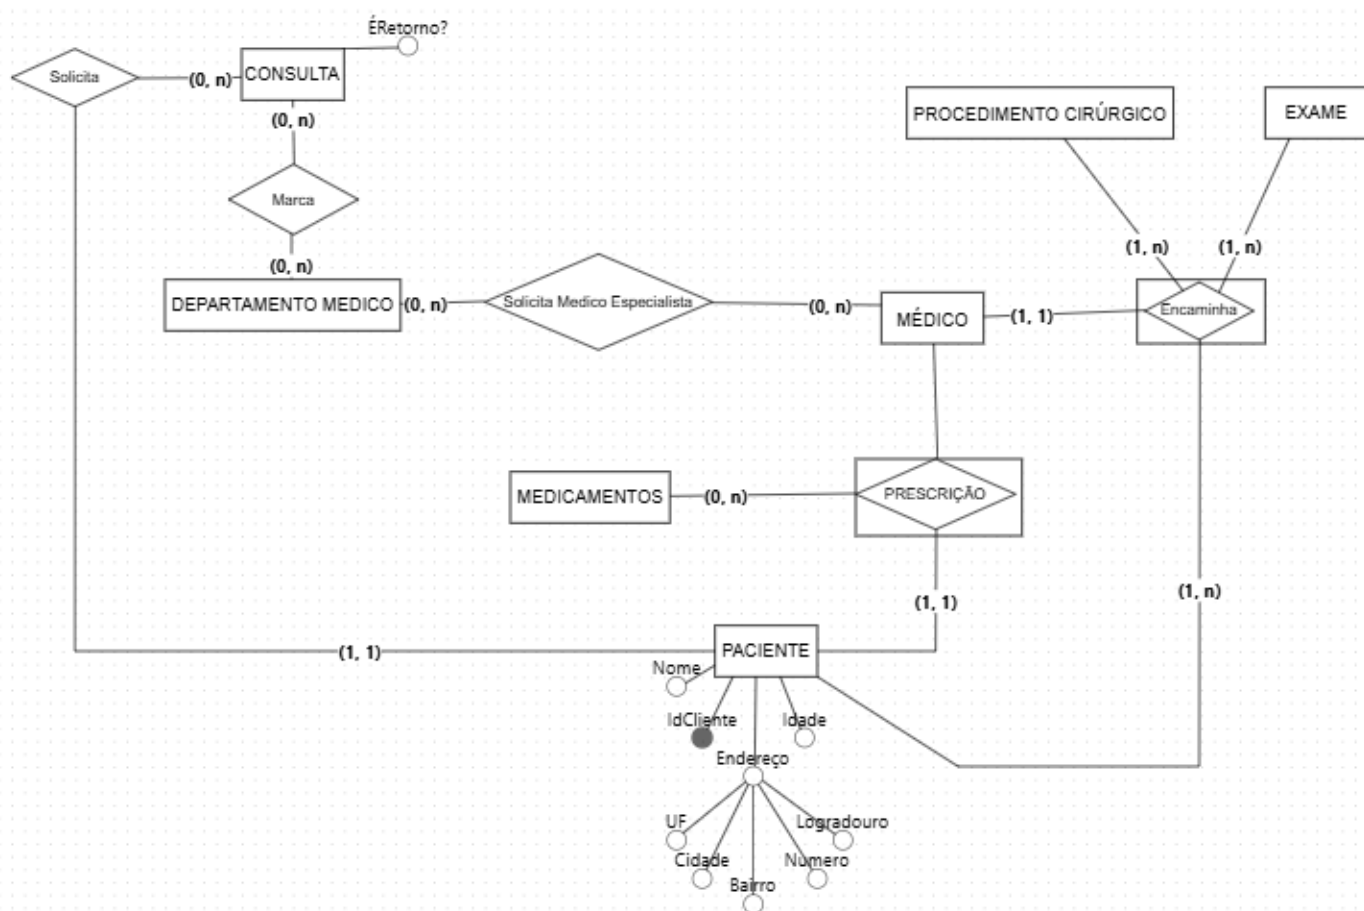 ÉRetorno?
Solicita
(0, n)
CONSULTA
(0, n)
PROCEDIMENTO CIRÚRGICO
EXAME
Marca
(0, n)
(1, n)
(1, n)
DEPARTAMENTO MEDICO
(0, n)
Solicita Medico Especialista
(0, n)
MÉDICO
(1, 1)
Encaminha
MEDICAMENTOS
(0, n)
PRESCRIÇÃO
(1, 1)
(1, n)
(1, 1)
PACIENTE
Nome
IdCliente
Idade
Endereço
UF
Logradouro
Cidade
Número
Bairro